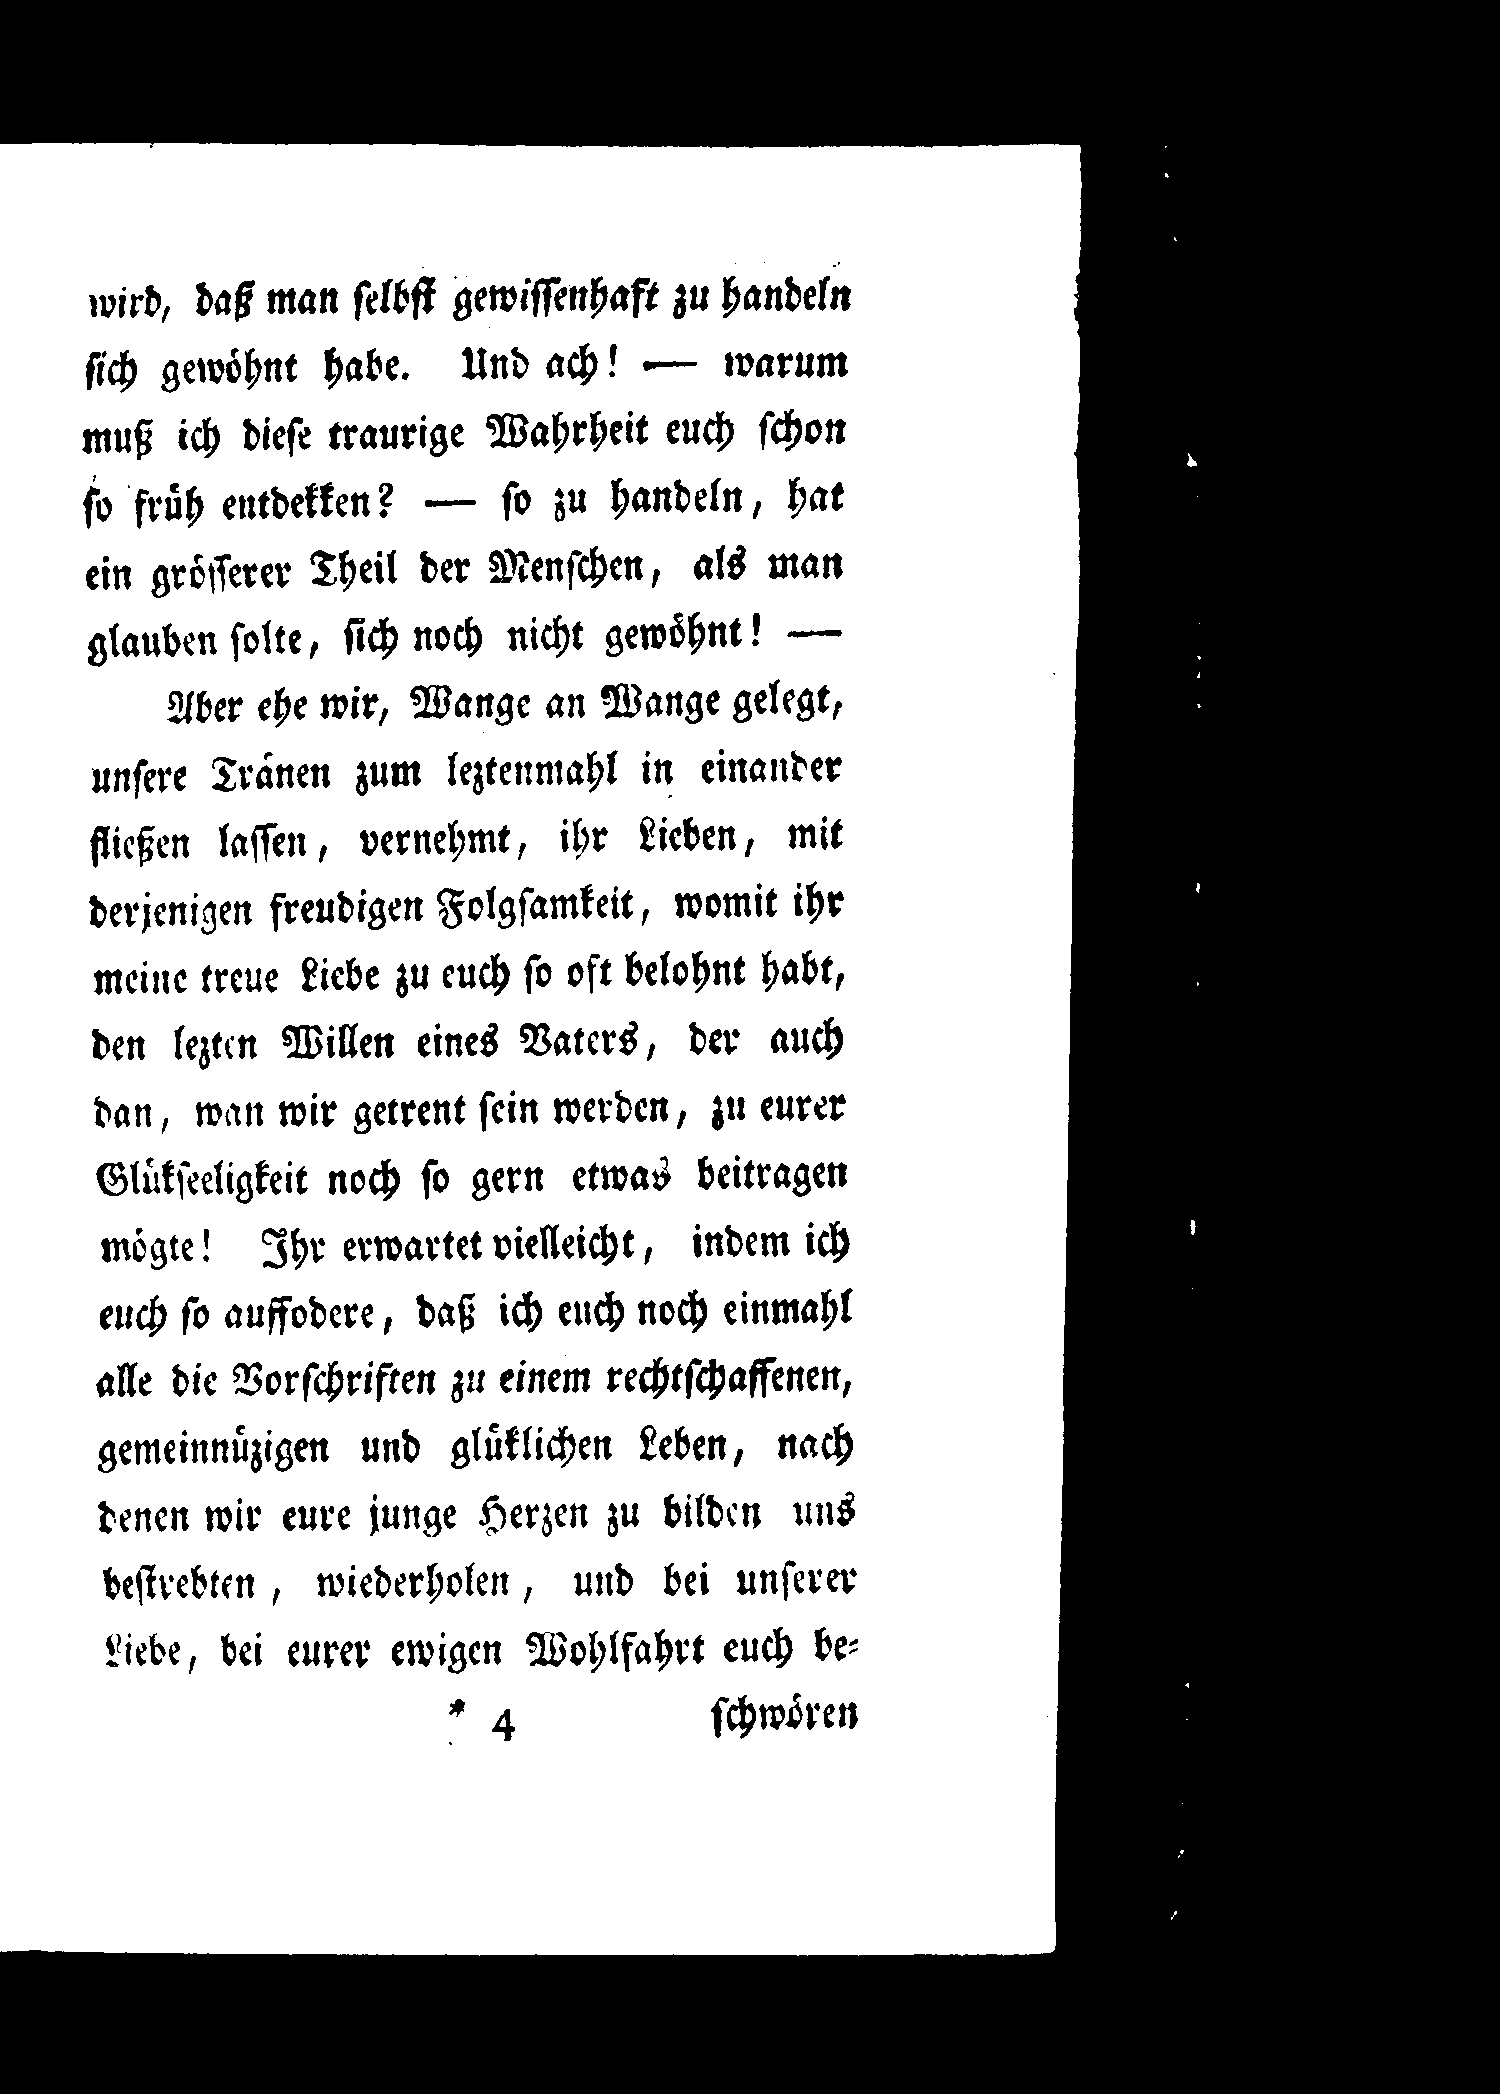 wird, daß man ſelbſt gewiſſenhaft zu handeln
ſich gewöhnt habe. Und ach! — warum
muß ich dieſe traurige Wahrheit euch ſchon
ſo früh entdekken? — ſo zu handeln, hat
ein gröſſerer Theil der Menſchen, als man
glauben ſolte, ſich noch nicht gewöhnt! —
Aber ehe wir, Wange an Wange gelegt,
unſere Tränen zum leztenmahl in einander
fließen laſſen, vernehmt, ihr Lieben, mit
derjenigen freudigen Folgſamkeit, womit ihr
meine treue Liebe zu euch ſo oft belohnt habt,
den lezten Willen eines Vaters, der auch
dan, wan wir getrent ſein werden, zu eurer
Glükſeeligkeit noch ſo gern etwas beitragen
mögte! Ihr erwartet vielleicht, indem ich
euch ſo auffodere, daß ich euch noch einmahl
alle die Vorſchriften zu einem rechtſchaffenen,
gemeinnüzigen und glüklichen Leben, nach
denen wir eure junge Herzen zu bilden uns
beſtrebten, wiederholen, und bei unſerer
Liebe, bei eurer ewigen Wohlfahrt euch be⸗
* 4 ſchwören